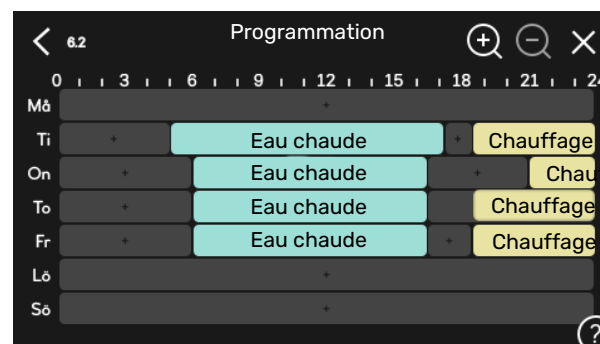 6.2 Programmation
0 3 6 9 12 15 18 21 24
Må
Ti Eau chaude Chauffage
On Eau chaude Chau
To Eau chaude Chauffage
Fr Eau chaude Chauffage
Lö
Sö
?